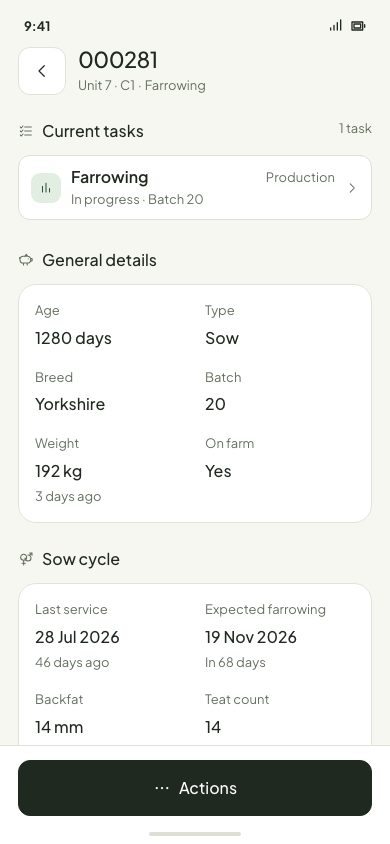 9:41
000281
Unit 7 · C1 · Farrowing
Current tasks
1 task
Farrowing
Production
In progress · Batch 20
General details
Age
Type
1280 days
Sow
Breed
Batch
Yorkshire
20
Weight
On farm
192 kg
Yes
3 days ago
Sow cycle
Last service
Expected farrowing
28 Jul 2026
19 Nov 2026
46 days ago
In 68 days
Backfat
Teat count
14 mm
14
··· Actions